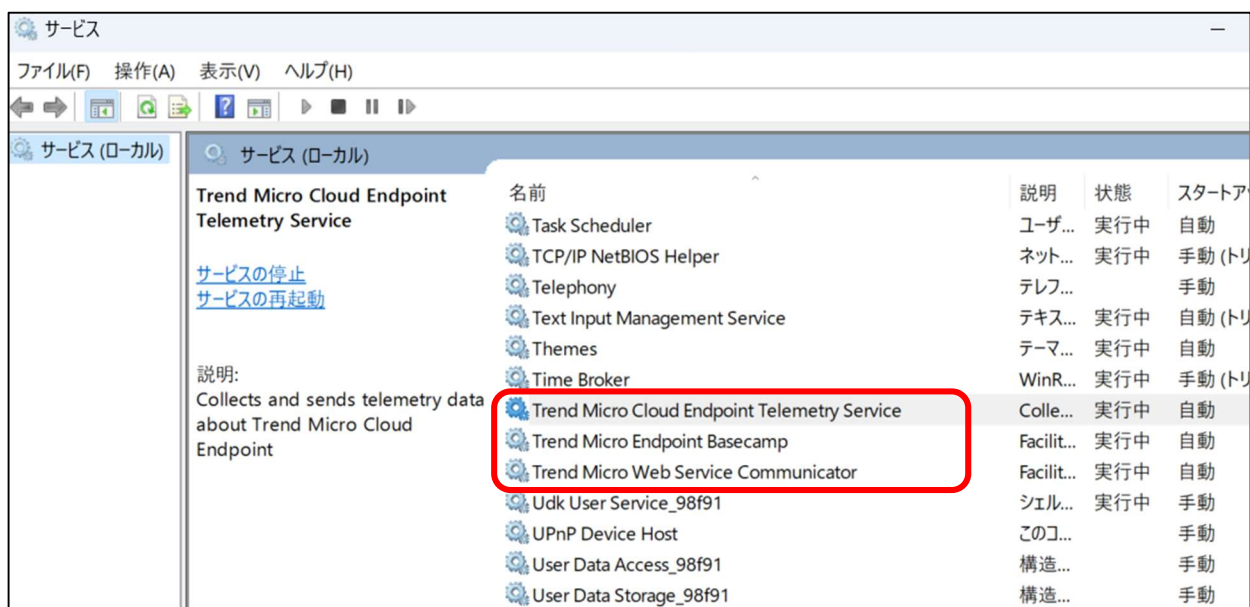 サービス
ファイル(F) 操作(A) 表示(V) ヘルプ(H)
サービス (ローカル)
サービス (ローカル)
Trend Micro Cloud Endpoint
Telemetry Service
サービスの停止
サービスの再起動
説明:
Collects and sends telemetry data
about Trend Micro Cloud
Endpoint
名前 説明 状態 スタートア
Task Scheduler ユーザ... 実行中 自動
TCP/IP NetBIOS Helper ネット... 実行中 手動 (トリ
Telephony テレフ... 手動
Text Input Management Service テキス... 実行中 自動 (トリ
Themes テーマ... 実行中 自動
Time Broker WinR... 実行中 手動 (トリ
Trend Micro Cloud Endpoint Telemetry Service Colle... 実行中 自動
Trend Micro Endpoint Basecamp Facilit... 実行中 自動
Trend Micro Web Service Communicator Facilit... 実行中 自動
Udk User Service_98f91 シェル... 実行中 手動
UPnP Device Host このコ... 手動
User Data Access_98f91 構造... 手動
User Data Storage_98f91 構造... 手動